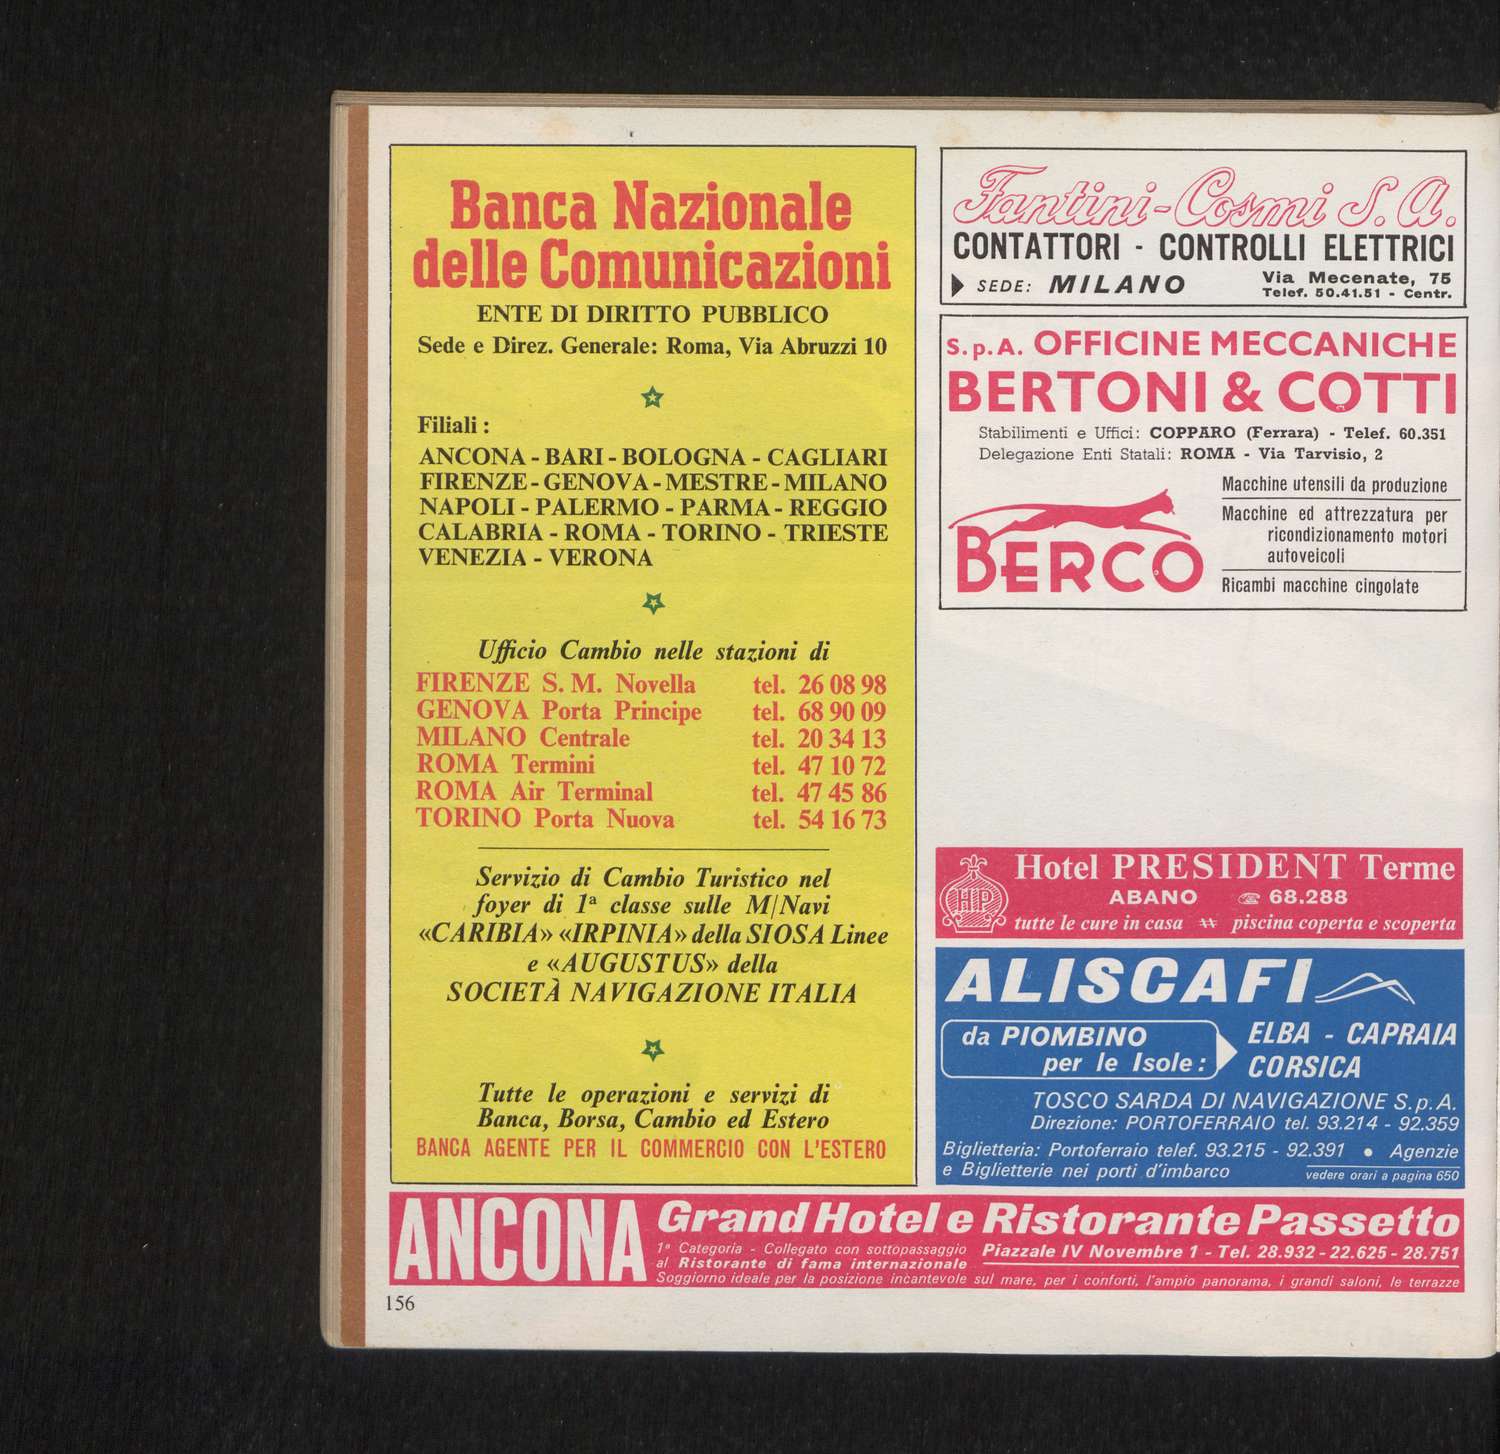 Banca Nazionale
delle Comunicazioni
ENTE DI DIRITTO PUBBLICO
Sede e Direz. Generale: Roma, Via Abruzzi 10
Filiali :
ANCONA - BARI - BOLOGNA - CAGLIARI
FIRENZE - GENOVA - MESTRE - MILANO
NAPOLI - PALERMO - PARMA - REGGIO
CALABRIA - ROMA - TORINO - TRIESTE
VENEZIA - VERONA
Ufficio Cambio nelle stazioni di
FIRENZE S. M. Novella tel. 26 08 98
GENOVA Porta Principe tel. 68 90 09
MILANO Centrale tel. 20 34 13
ROMA Termini tel. 47 10 72
ROMA Air Terminal tel. 47 45 86
TORINO Porta Nuova tel. 54 16 73
Servizio di Cambio Turistico nel
foyer di 1ª classe sulle M/Navi
«CARIBIA» «IRPINIA» della SIOSA Linee
e «AUGUSTUS» della
SOCIETÀ NAVIGAZIONE ITALIA
Tutte le operazioni e servizi di
Banca, Borsa, Cambio ed Estero
BANCA AGENTE PER IL COMMERCIO CON L'ESTERO
Fantini-Cosmi S. A.
CONTATTORI - CONTROLLI ELETTRICI
SEDE: MILANO
Via Mecenate, 75
Telef. 50.41.51 - Centr.
S.p.A. OFFICINE MECCANICHE
BERTONI & COTTI
Stabilimenti e Uffici: COPPARO (Ferrara) - Telef. 60.351
Delegazione Enti Statali: ROMA - Via Tarvisio, 2
BERCO
Macchine utensili da produzione
Macchine ed attrezzatura per
ricondizionamento motori
autoveicoli
Ricambi macchine cingolate
HP
Hotel PRESIDENT Terme
ABANO ☎ 68.288
tutte le cure in casa piscina coperta e scoperta
ALISCAFI
da PIOMBINO
per le Isole :
ELBA - CAPRAIA
CORSICA
TOSCO SARDA DI NAVIGAZIONE S.p.A.
Direzione: PORTOFERRAIO tel. 93.214 - 92.359
Biglietteria: Portoferraio telef. 93.215 - 92.391 • Agenzie
e Biglietterie nei porti d'imbarco
vedere orari a pagina 650
ANCONA
Grand Hotel e Ristorante Passetto
1ª Categoria - Collegato con sottopassaggio
al Ristorante di fama internazionale
Piazzale IV Novembre 1 - Tel. 28.932 - 22.625 - 28.751
Soggiorno ideale per la posizione incantevole sul mare, per i conforti, l'ampio panorama, i grandi saloni, le terrazze
156